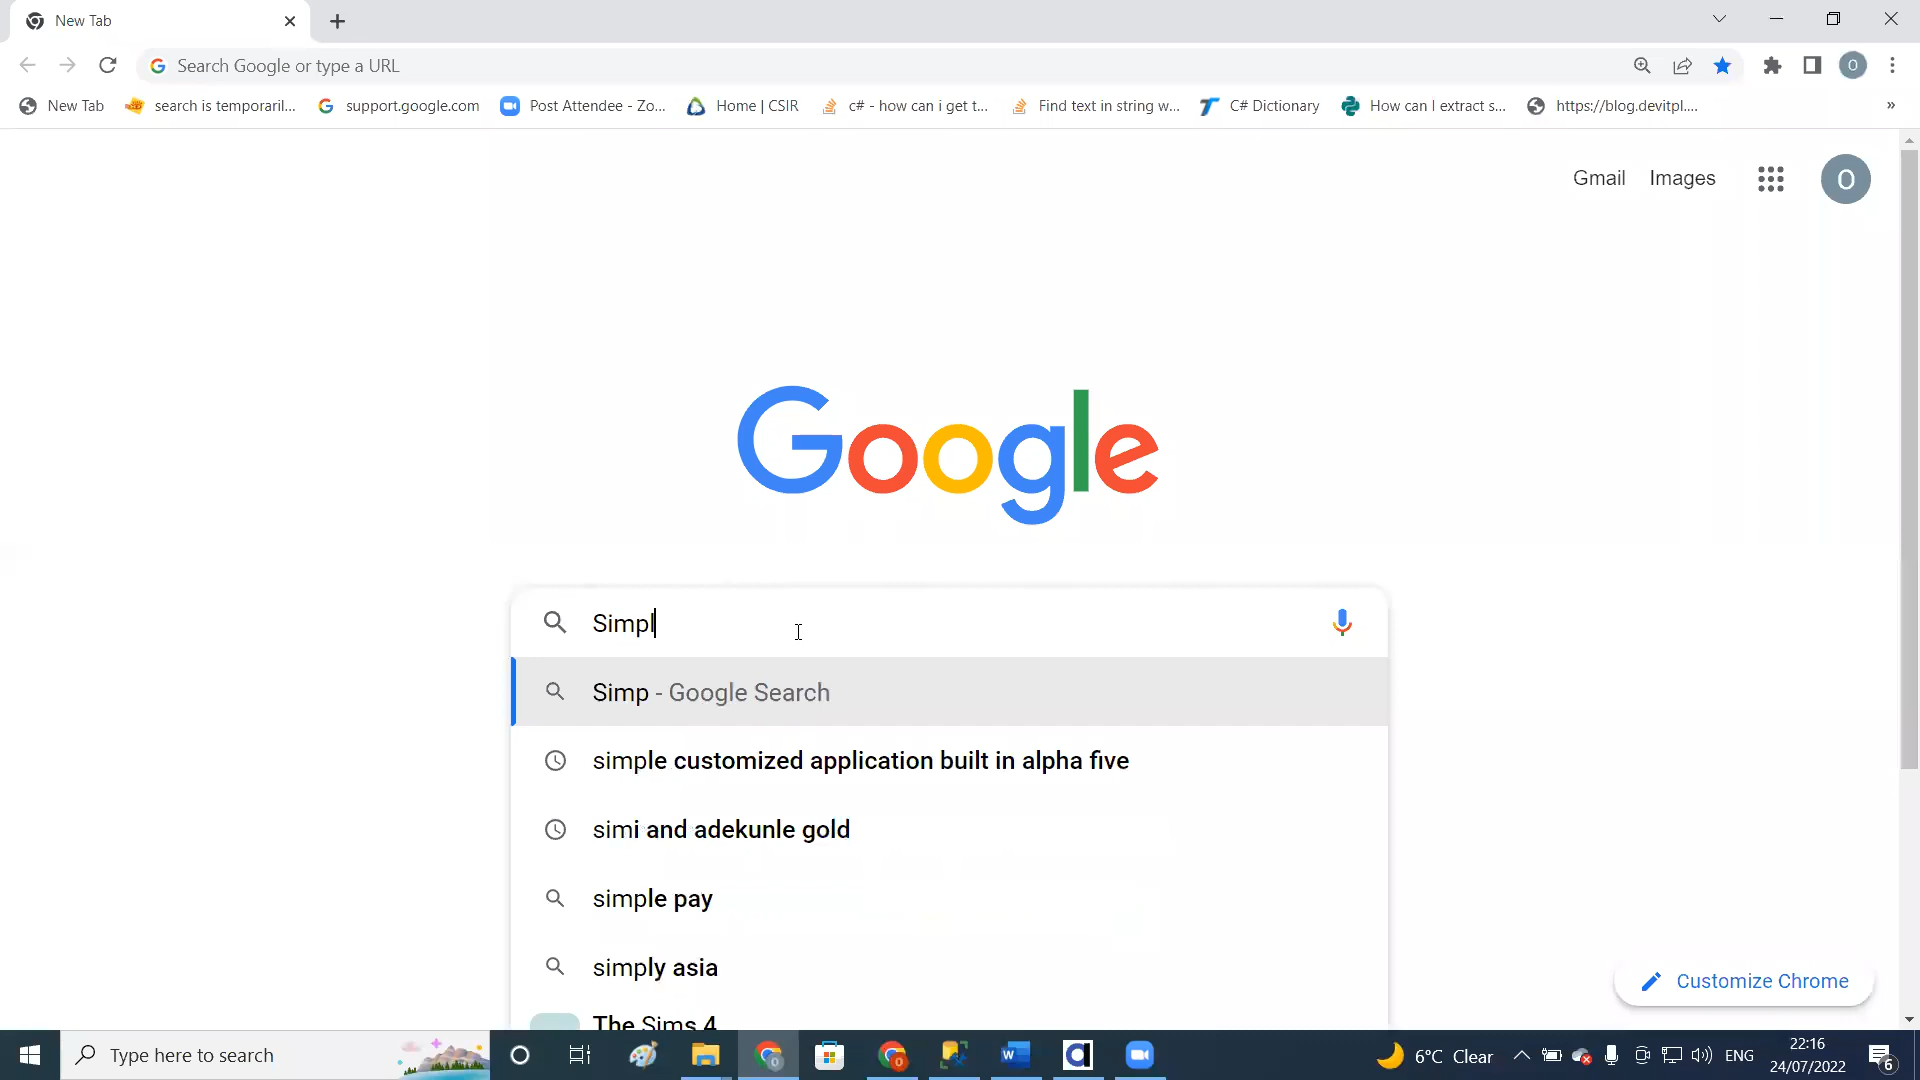 New Tab
Search Google or type a URL
O
New Tab
search is temporaril...
support.google.com
Post Attendee - Zo...
Home | CSIR
c# - how can i get t...
Find text in string w...
C# Dictionary
How can I extract s...
https://blog.devitpl....
»
Gmail
Images
O
Google
Simpl
Simp - Google Search
simple customized application built in alpha five
simi and adekunle gold
simple pay
simply asia
The Sims 4
Customize Chrome
Type here to search
6°C Clear
ENG
22:16
24/07/2022
6